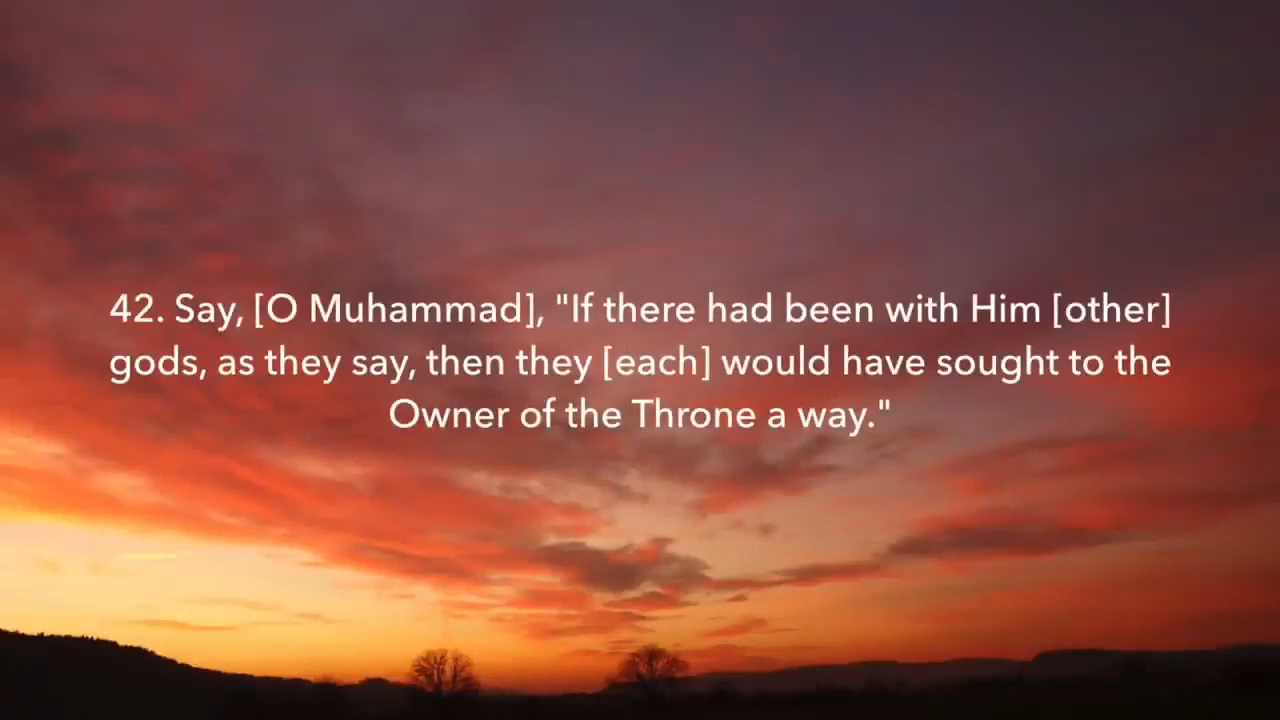 42. Say, [O Muhammad], "If there had been with Him [other]
gods, as they say, then they [each] would have sought to the
Owner of the Throne a way."